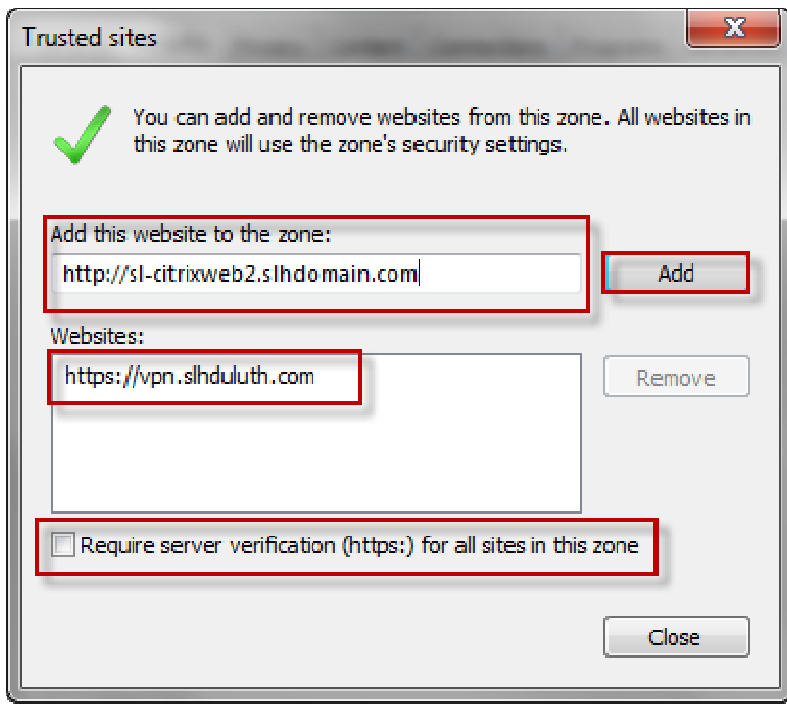 Trusted sites
X
You can add and remove websites from this zone. All websites in
this zone will use the zone's security settings.
Add this website to the zone:
http://sl-citrixweb2.slhdomain.com
Add
Websites:
https://vpn.slhduluth.com
Remove
Require server verification (https:) for all sites in this zone
Close